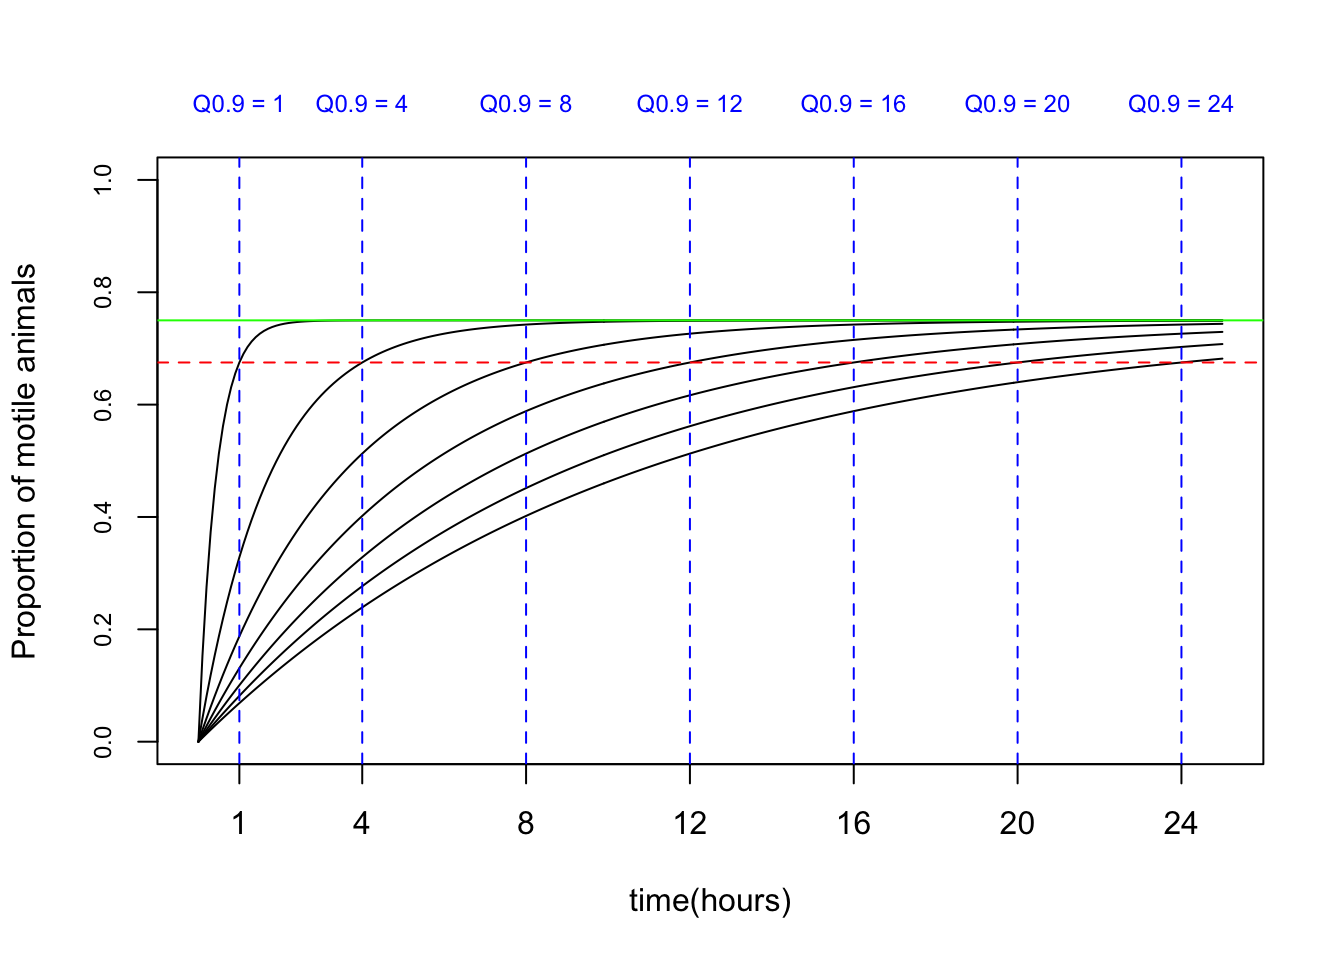 Q0.9 = 1 Q0.9 = 4 Q0.9 = 8 Q0.9 = 12 Q0.9 = 16 Q0.9 = 20 Q0.9 = 24
1.0
0.8
0.6
0.4
0.2
0.0
Proportion of motile animals
1 4 8 12 16 20 24
time(hours)